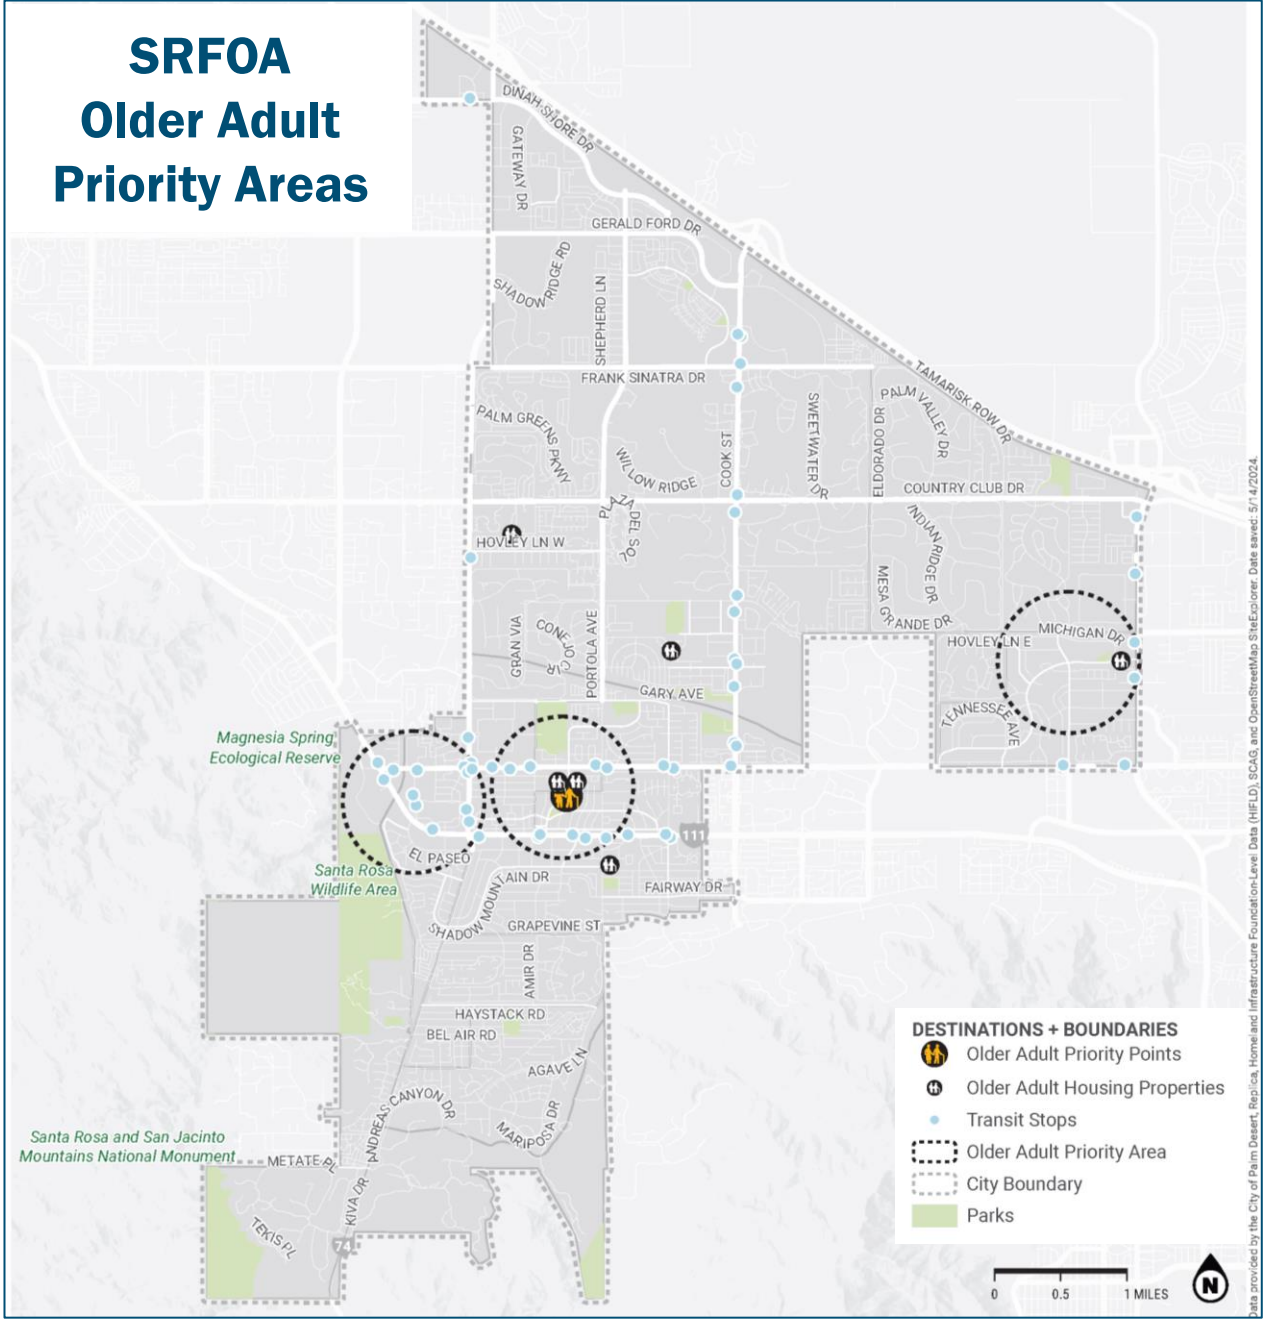 SRFOA
Older Adult
Priority Areas
DINAH SHORE DR
GATEWAY DR
GERALD FORD DR
SHADOW RIDGE RD
SHEPHERD LN
FRANK SINATRA DR
TAMARISK ROW DR
PALM VALLEY DR
PALM GREENS PKWY
SWEETWATER DR
ELDORADO DR
WILLOW RIDGE
COOK ST
COUNTRY CLUB DR
PLAZA DEL SOL
INDIAN RIDGE DR
HOVLEY LN W
MESA GRANDE DR
GRAN VIA
CONEJO CIR
PORTOLA AVE
MICHIGAN DR
HOVLEY LN E
GARY AVE
TENNESSEE AVE
Magnesia Spring
Ecological Reserve
111
EL PASEO
Santa Rosa
Wildlife Area
SHADOW MOUNTAIN DR
FAIRWAY DR
GRAPEVINE ST
AMIR DR
HAYSTACK RD
BEL AIR RD
AGAVE LN
ANDREAS CANYON DR
MARIPOSA DR
Santa Rosa and San Jacinto
Mountains National Monument
METATE PL
KIVA DR
TEKIS PL
74
DESTINATIONS + BOUNDARIES
Older Adult Priority Points
Older Adult Housing Properties
Transit Stops
Older Adult Priority Area
City Boundary
Parks
0 0.5 1 MILES
N
Data provided by the City of Palm Desert, Replica, Homeland Infrastructure Foundation-Level Data (HIFLD), SCAG, and OpenStreetMap SiteExplorer. Date saved: 5/14/2024.